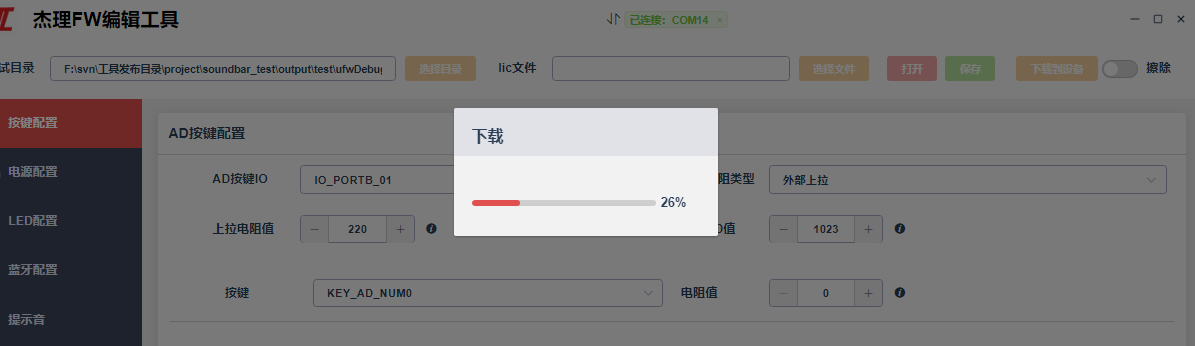 杰理FW编辑工具
已连接：COM14 ×
试目录
F:\svn\工具发布目录\project\soundbar_test\output\test\ufwDebug
选择目录
lic文件
选择文件
打开
保存
下载到设备
擦除
按键配置
电源配置
LED配置
蓝牙配置
提示音
AD按键配置
AD按键IO
IO_PORTB_01
阻类型
外部上拉
下载
26%
上拉电阻值
220
值
1023
按键
KEY_AD_NUM0
电阻值
0